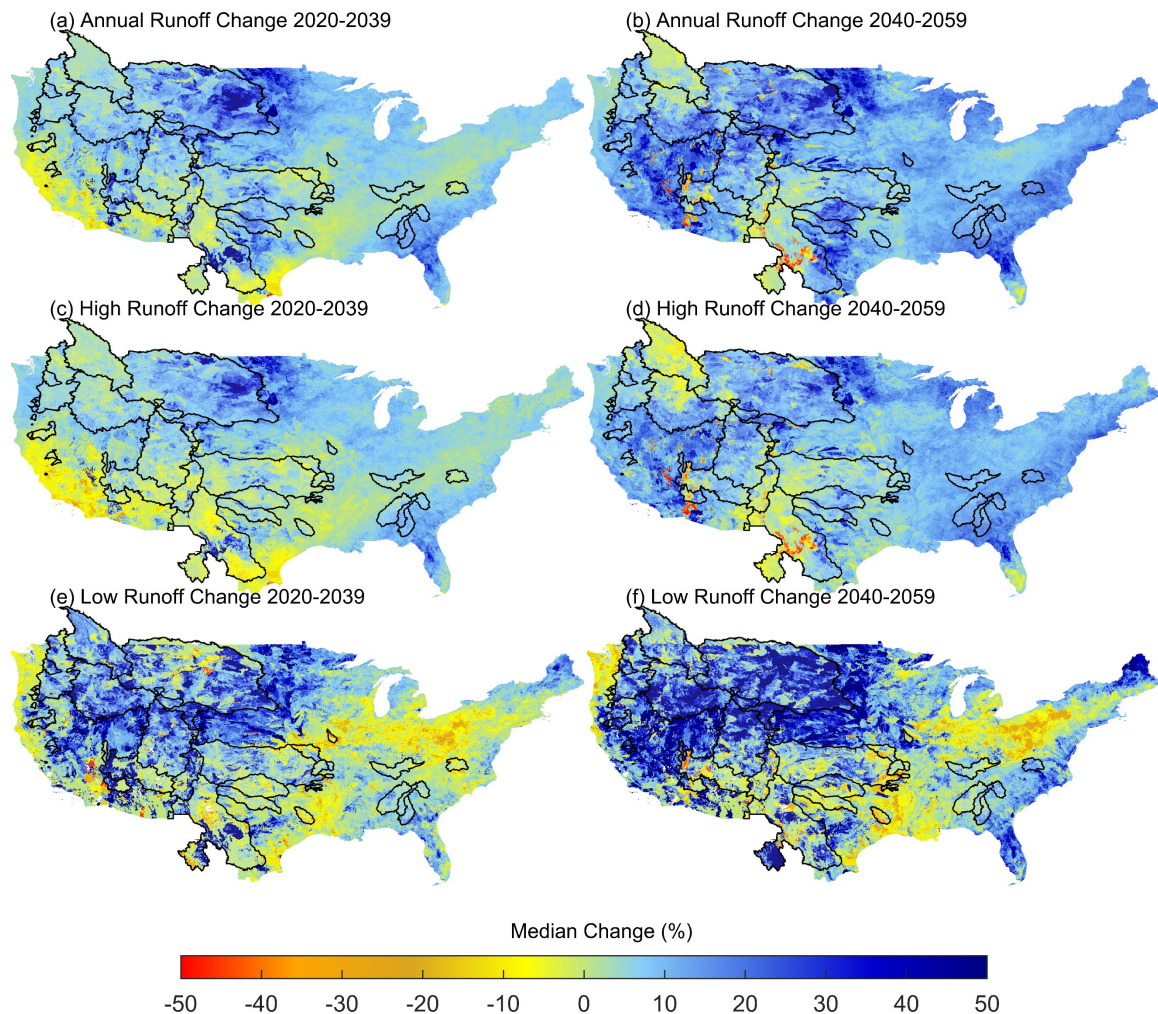 (a) Annual Runoff Change 2020-2039
(b) Annual Runoff Change 2040-2059
(c) High Runoff Change 2020-2039
(d) High Runoff Change 2040-2059
(e) Low Runoff Change 2020-2039
(f) Low Runoff Change 2040-2059
Median Change (%)
-50 -40 -30 -20 -10 0 10 20 30 40 50